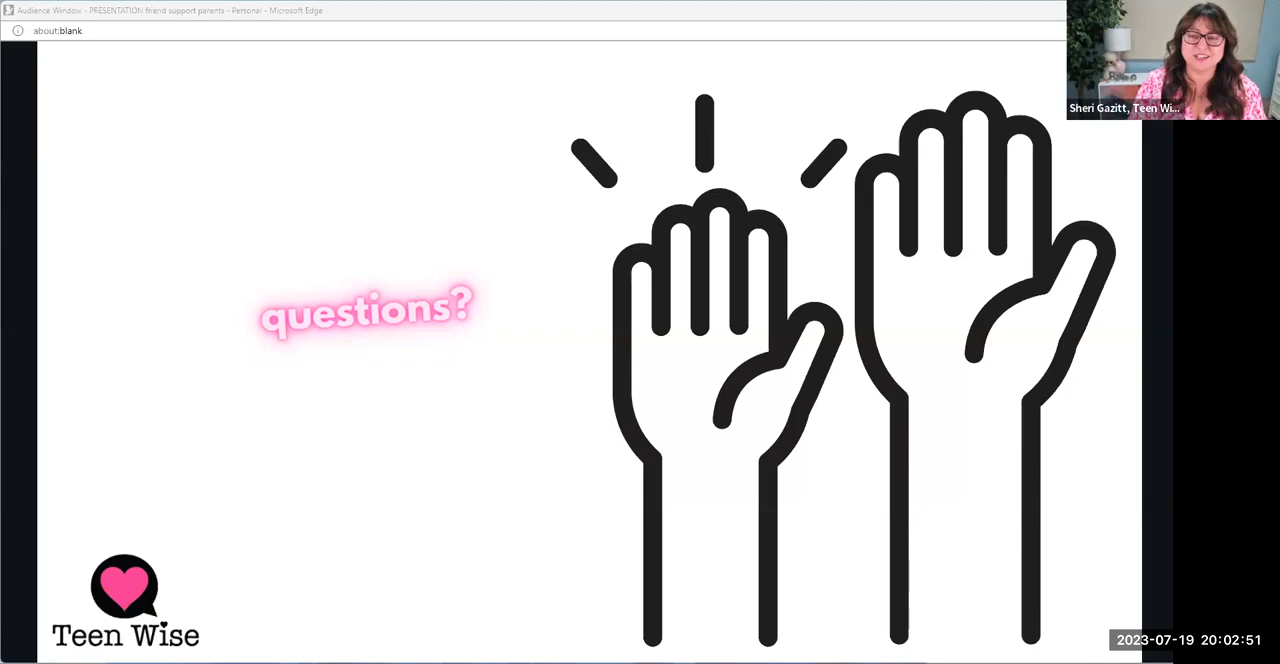 Audience Window - PRESENTATION friend support parents - Personal - Microsoft Edge
about:blank
Sheri Gazitt, Teen Wi...
questions?
Teen Wise
2023-07-19 20:02:51